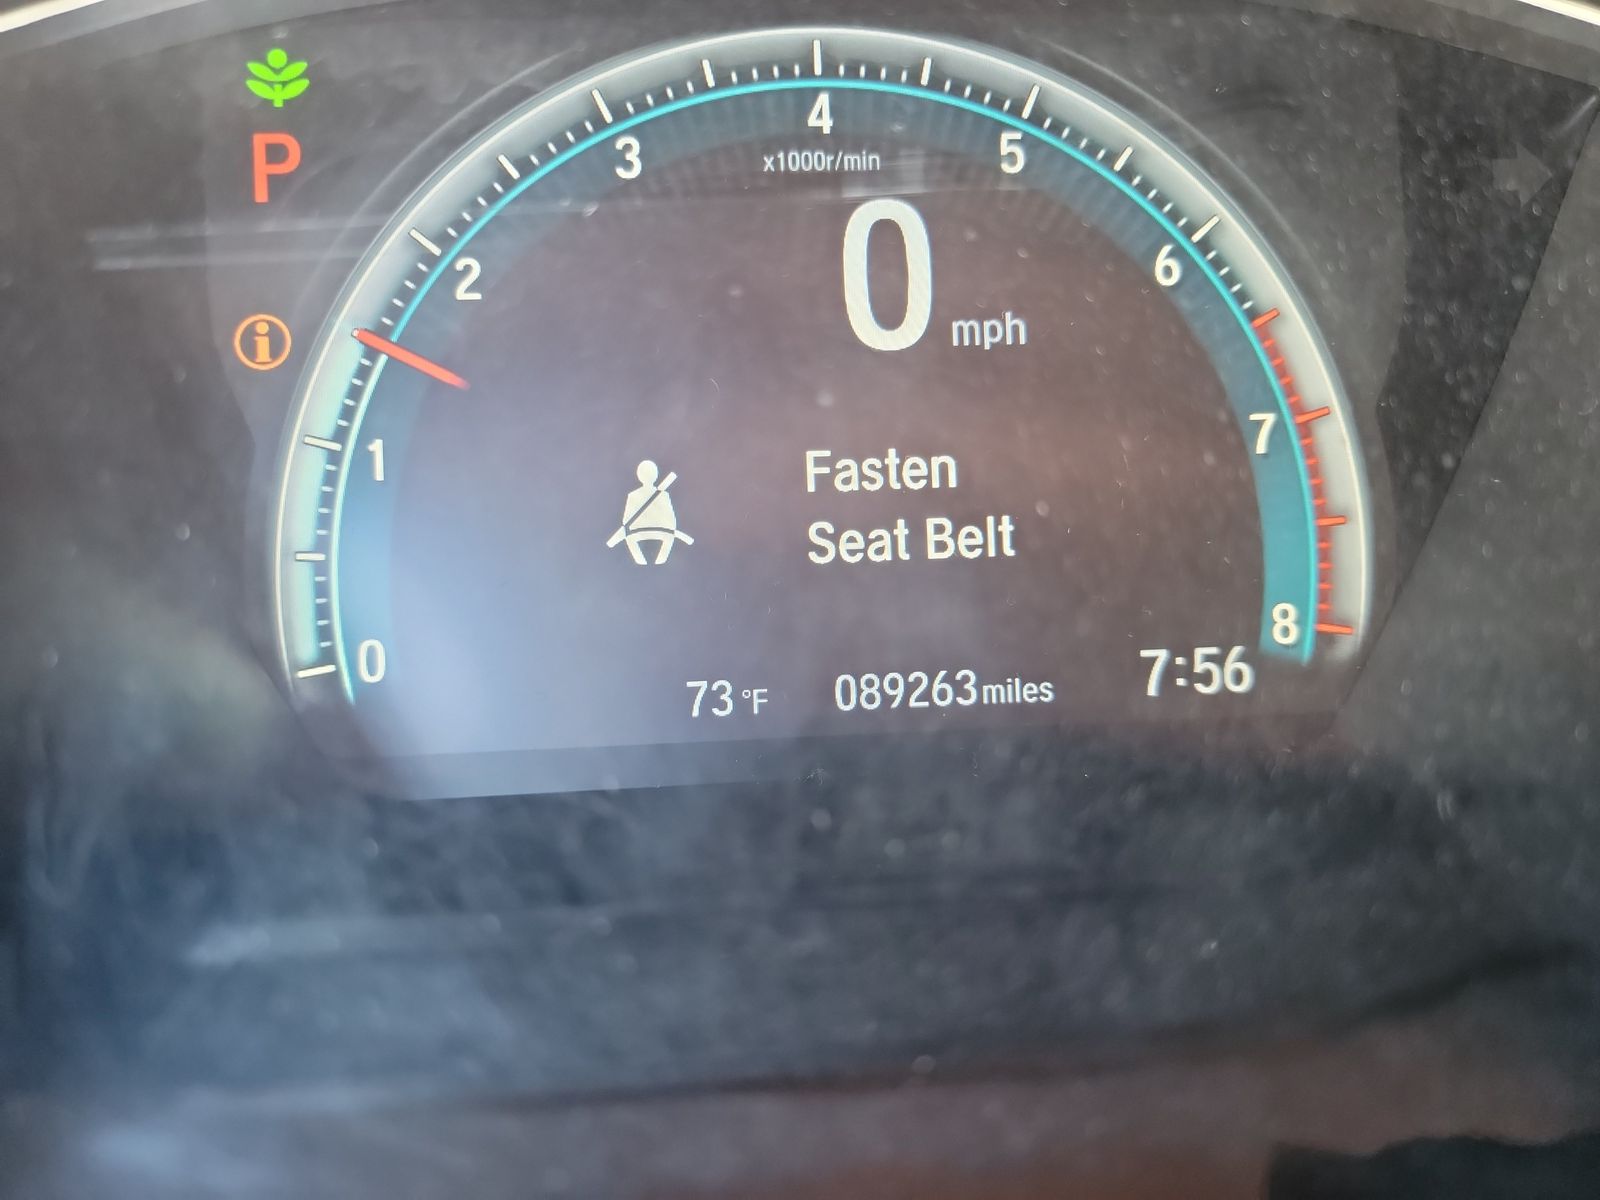 P
4
x1000r/min
3
5
0 mph
2
6
i
1
7
Fasten
Seat Belt
0
8
73 °F 089263 miles 7:56